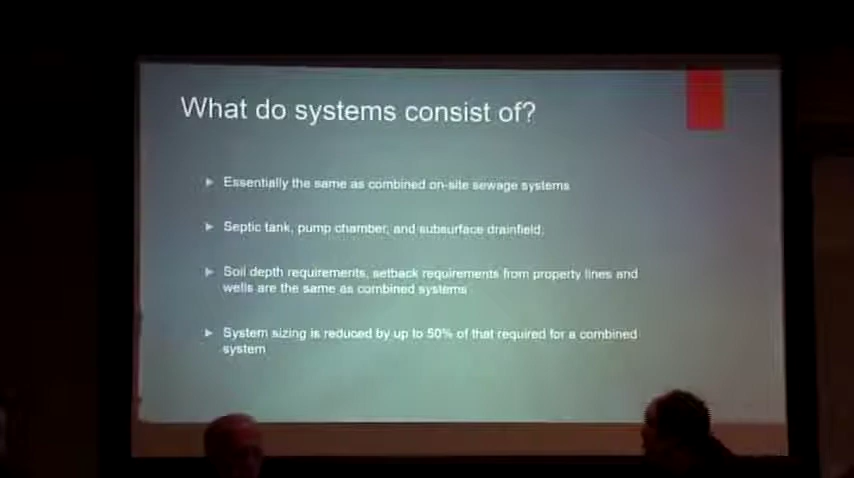 What do systems consist of?
Essentially the same as combined on-site sewage systems
Septic tank, pump chamber, and subsurface drainfield.
Soil depth requirements, setback requirements from property lines and
wells are the same as combined systems
System sizing is reduced by up to 50% of that required for a combined
system